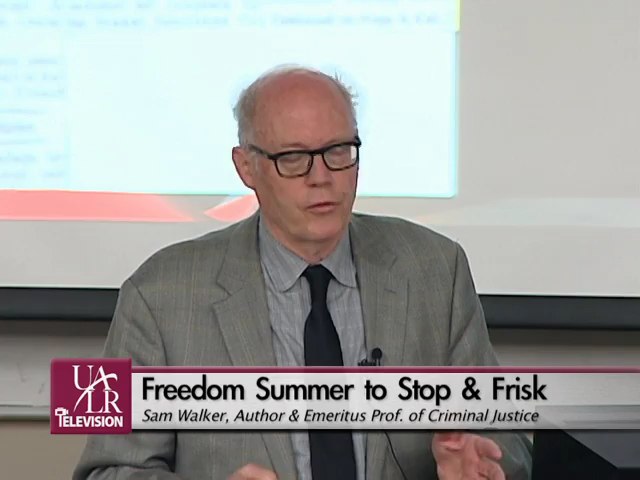 UALR
TELEVISION
Freedom Summer to Stop & Frisk
Sam Walker, Author & Emeritus Prof. of Criminal Justice